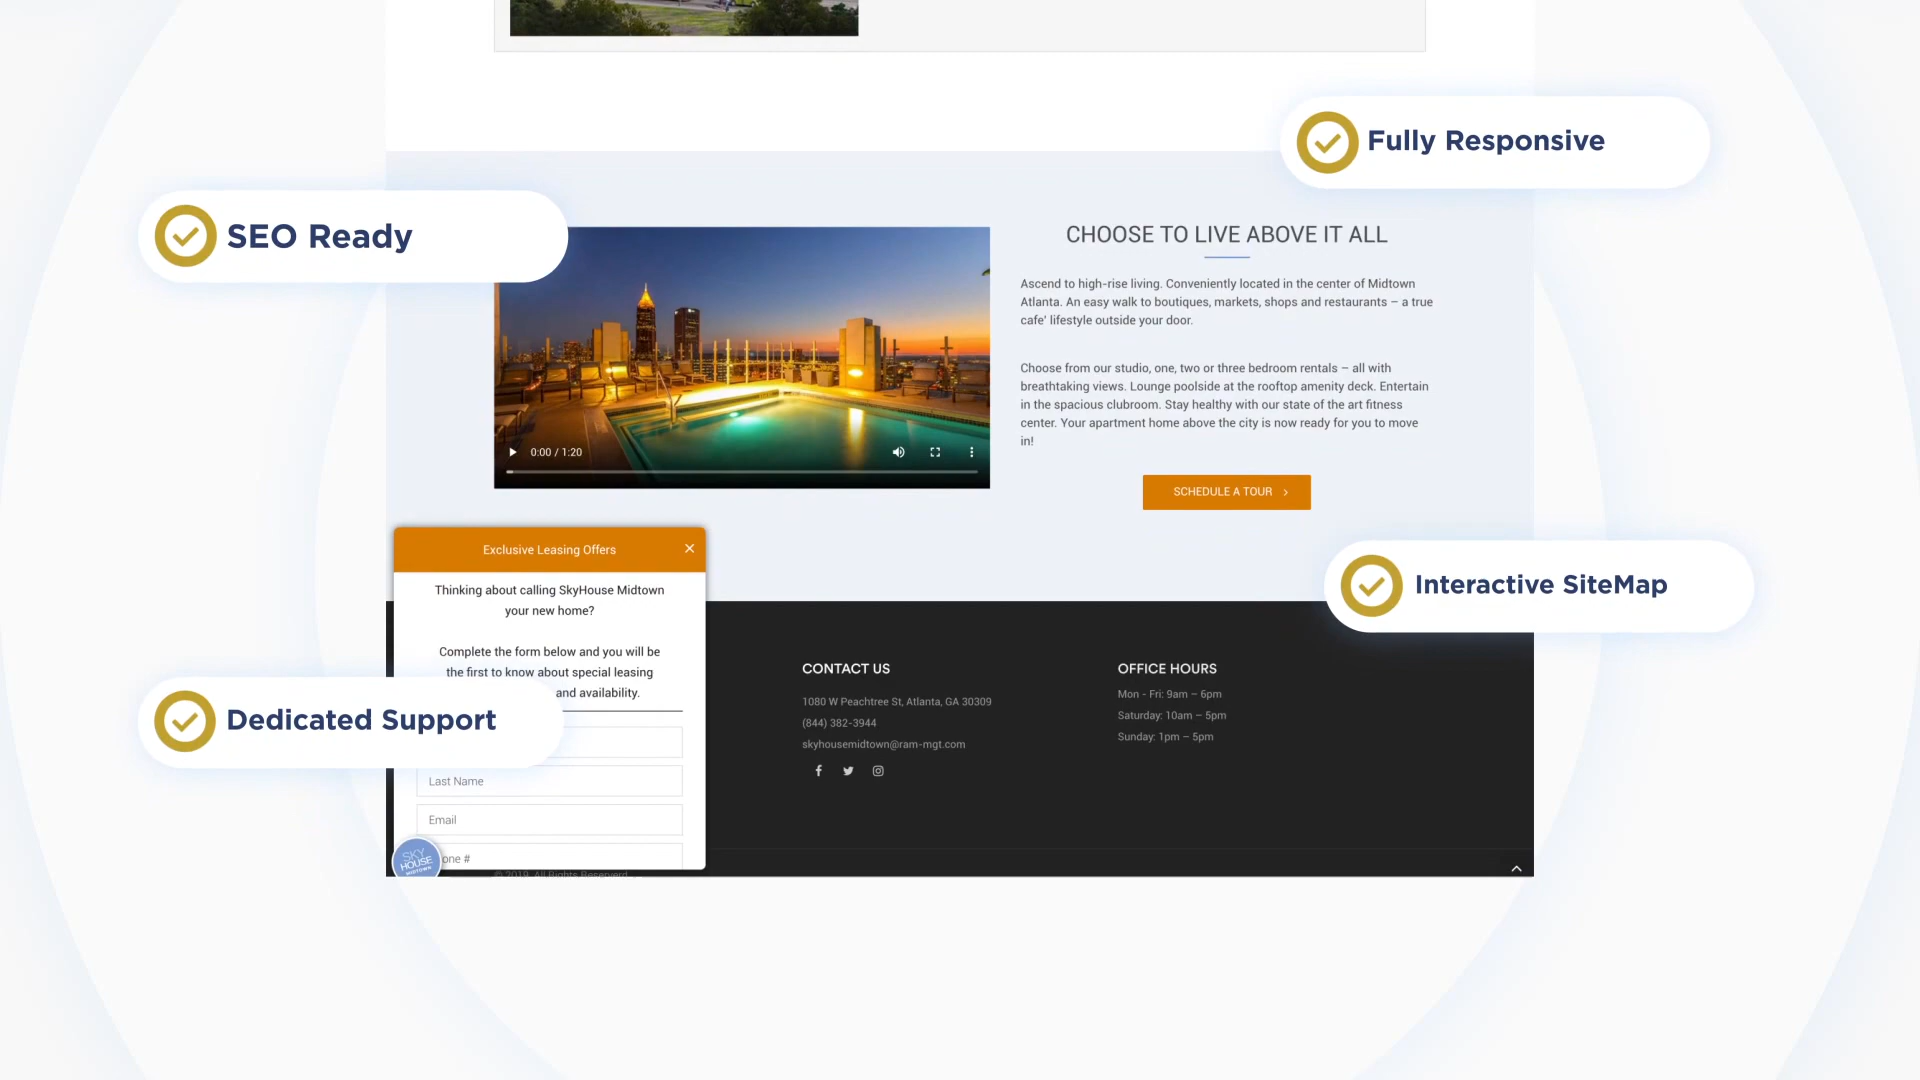 Fully Responsive
SEO Ready
CHOOSE TO LIVE ABOVE IT ALL
Ascend to high-rise living. Conveniently located in the center of Midtown
Atlanta. An easy walk to boutiques, markets, shops and restaurants – a true
cafe' lifestyle outside your door.
Choose from our studio, one, two or three bedroom rentals – all with
breathtaking views. Lounge poolside at the rooftop amenity deck. Entertain
in the spacious clubroom. Stay healthy with our state of the art fitness
center. Your apartment home above the city is now ready for you to move
in!
0:00 / 1:20
SCHEDULE A TOUR
Exclusive Leasing Offers
Thinking about calling SkyHouse Midtown
your new home?
Complete the form below and you will be
the first to know about special leasing
and availability.
Interactive SiteMap
Dedicated Support
Last Name
Email
one #
SKY
HOUSE
MIDTOWN
CONTACT US
1080 W Peachtree St, Atlanta, GA 30309
(844) 382-3944
skyhousemidtown@ram-mgt.com
OFFICE HOURS
Mon - Fri: 9am – 6pm
Saturday: 10am – 5pm
Sunday: 1pm – 5pm
© 2019. All Rights Reserverd.